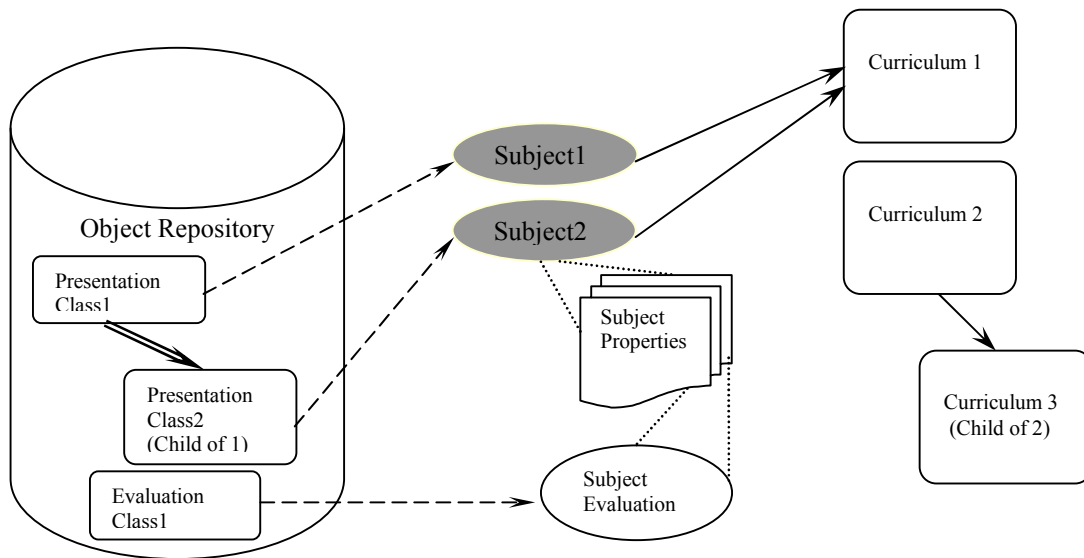 Object Repository
Presentation
Class1
Presentation
Class2
(Child of 1)
Evaluation
Class1
Subject1
Subject2
Subject
Properties
Subject
Evaluation
Curriculum 1
Curriculum 2
Curriculum 3
(Child of 2)